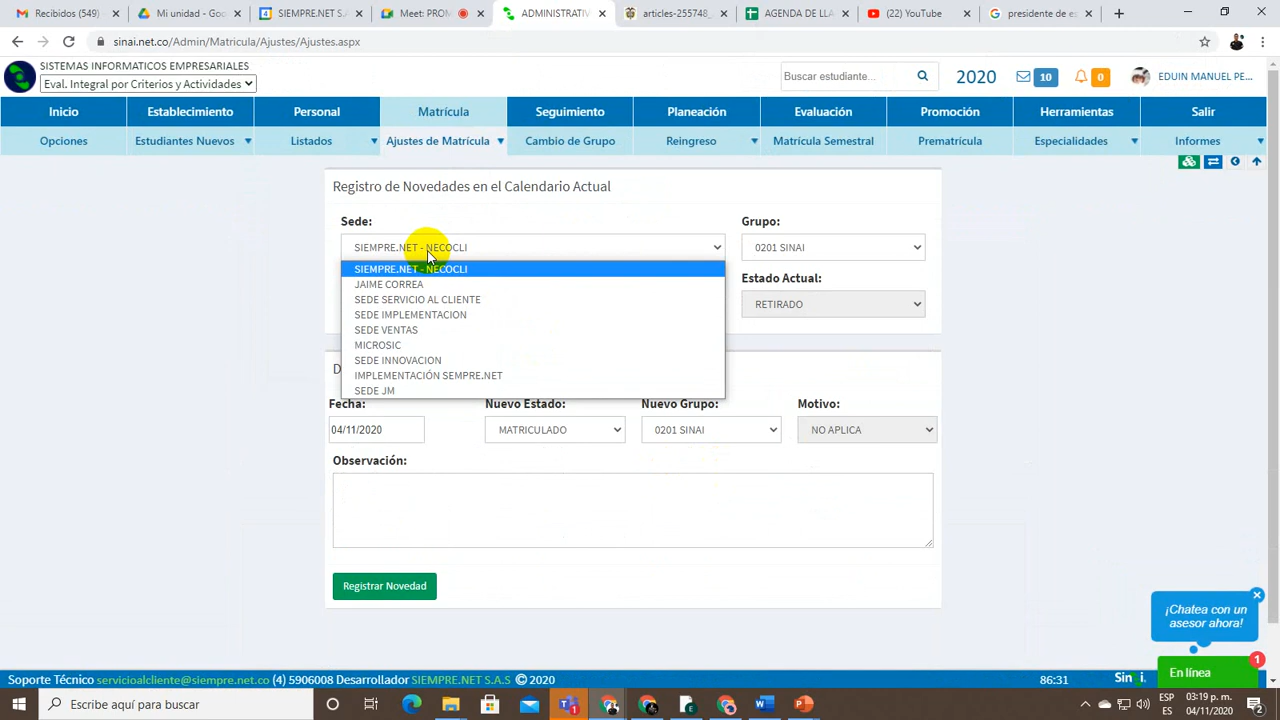 Recibidos (549)
Mi unidad - Goo
SIEMPRE.NET S.A
Meet: PROM
ADMINISTRATIV
articles-255748_
AGENDA DE LLA
(22) YouTube
presidente de es
sinai.net.co/Admin/Matricula/Ajustes/Ajustes.aspx
SISTEMAS INFORMATICOS EMPRESARIALES
Eval. Integral por Criterios y Actividades
Buscar estudiante...
2020
10
0
EDUIN MANUEL PE...
Inicio
Establecimiento
Personal
Matrícula
Seguimiento
Planeación
Evaluación
Promoción
Herramientas
Salir
Opciones
Estudiantes Nuevos
Listados
Ajustes de Matrícula
Cambio de Grupo
Reingreso
Matrícula Semestral
Prematrícula
Especialidades
Informes
Registro de Novedades en el Calendario Actual
Sede:
Grupo:
SIEMPRE.NET - NECOCLI
0201 SINAI
SIEMPRE.NET - NECOCLI
JAIME CORREA
SEDE SERVICIO AL CLIENTE
SEDE IMPLEMENTACION
SEDE VENTAS
MICROSIC
SEDE INNOVACION
IMPLEMENTACIÓN SEMPRE.NET
SEDE JM
Estado Actual:
RETIRADO
D
Fecha:
Nuevo Estado:
Nuevo Grupo:
Motivo:
04/11/2020
MATRICULADO
0201 SINAI
NO APLICA
Observación:
Registrar Novedad
¡Chatea con un
asesor ahora!
1
En línea
Soporte Técnico servicioalcliente@siempre.net.co (4) 5906008 Desarrollador SIEMPRE.NET S.A.S © 2020
86:31
Sin i.
Escribe aquí para buscar
ESP
ES
03:19 p. m.
04/11/2020
2